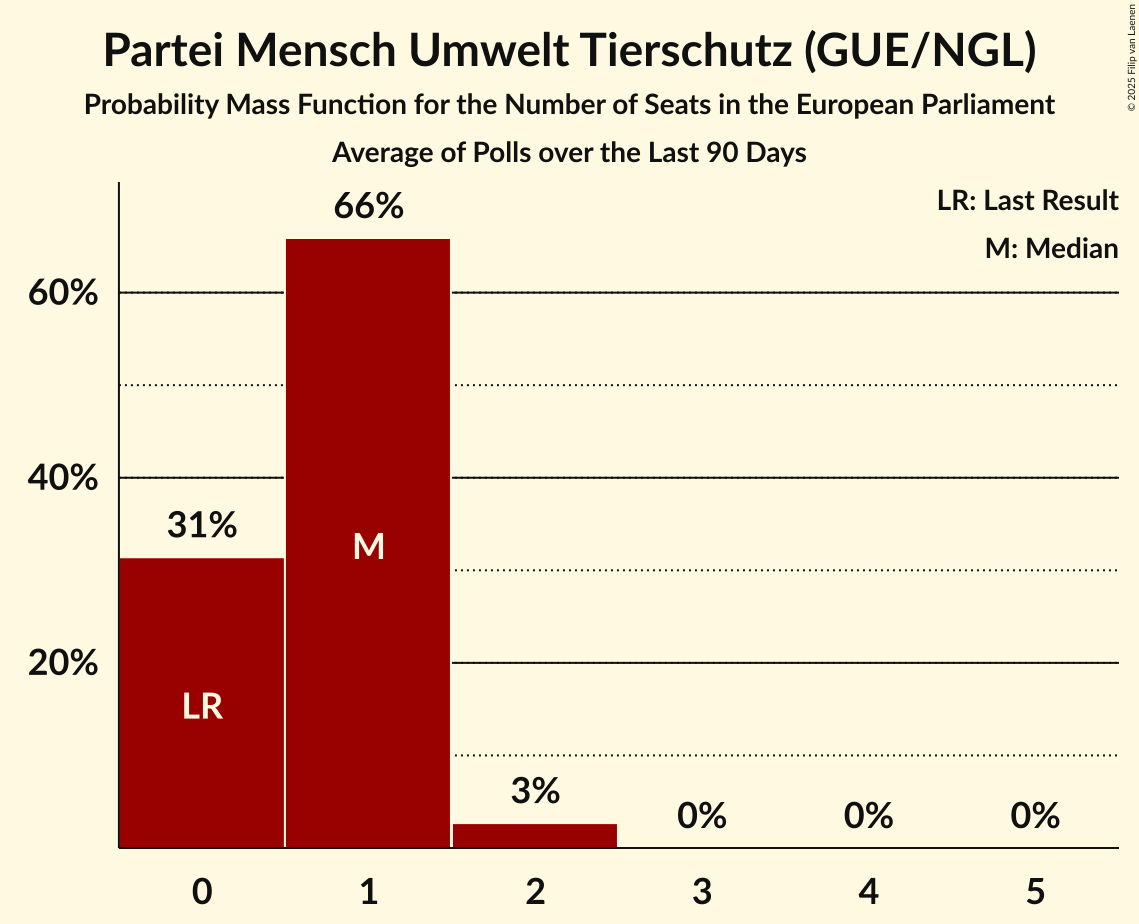 Partei Mensch Umwelt Tierschutz (GUE/NGL)
Probability Mass Function for the Number of Seats in the European Parliament
Average of Polls over the Last 90 Days
© 2025 Filip van Laenen
LR: Last Result
M: Median
66%
60%
40%
31%
M
20%
LR
3%
0%
0%
0%
0
1
2
3
4
5